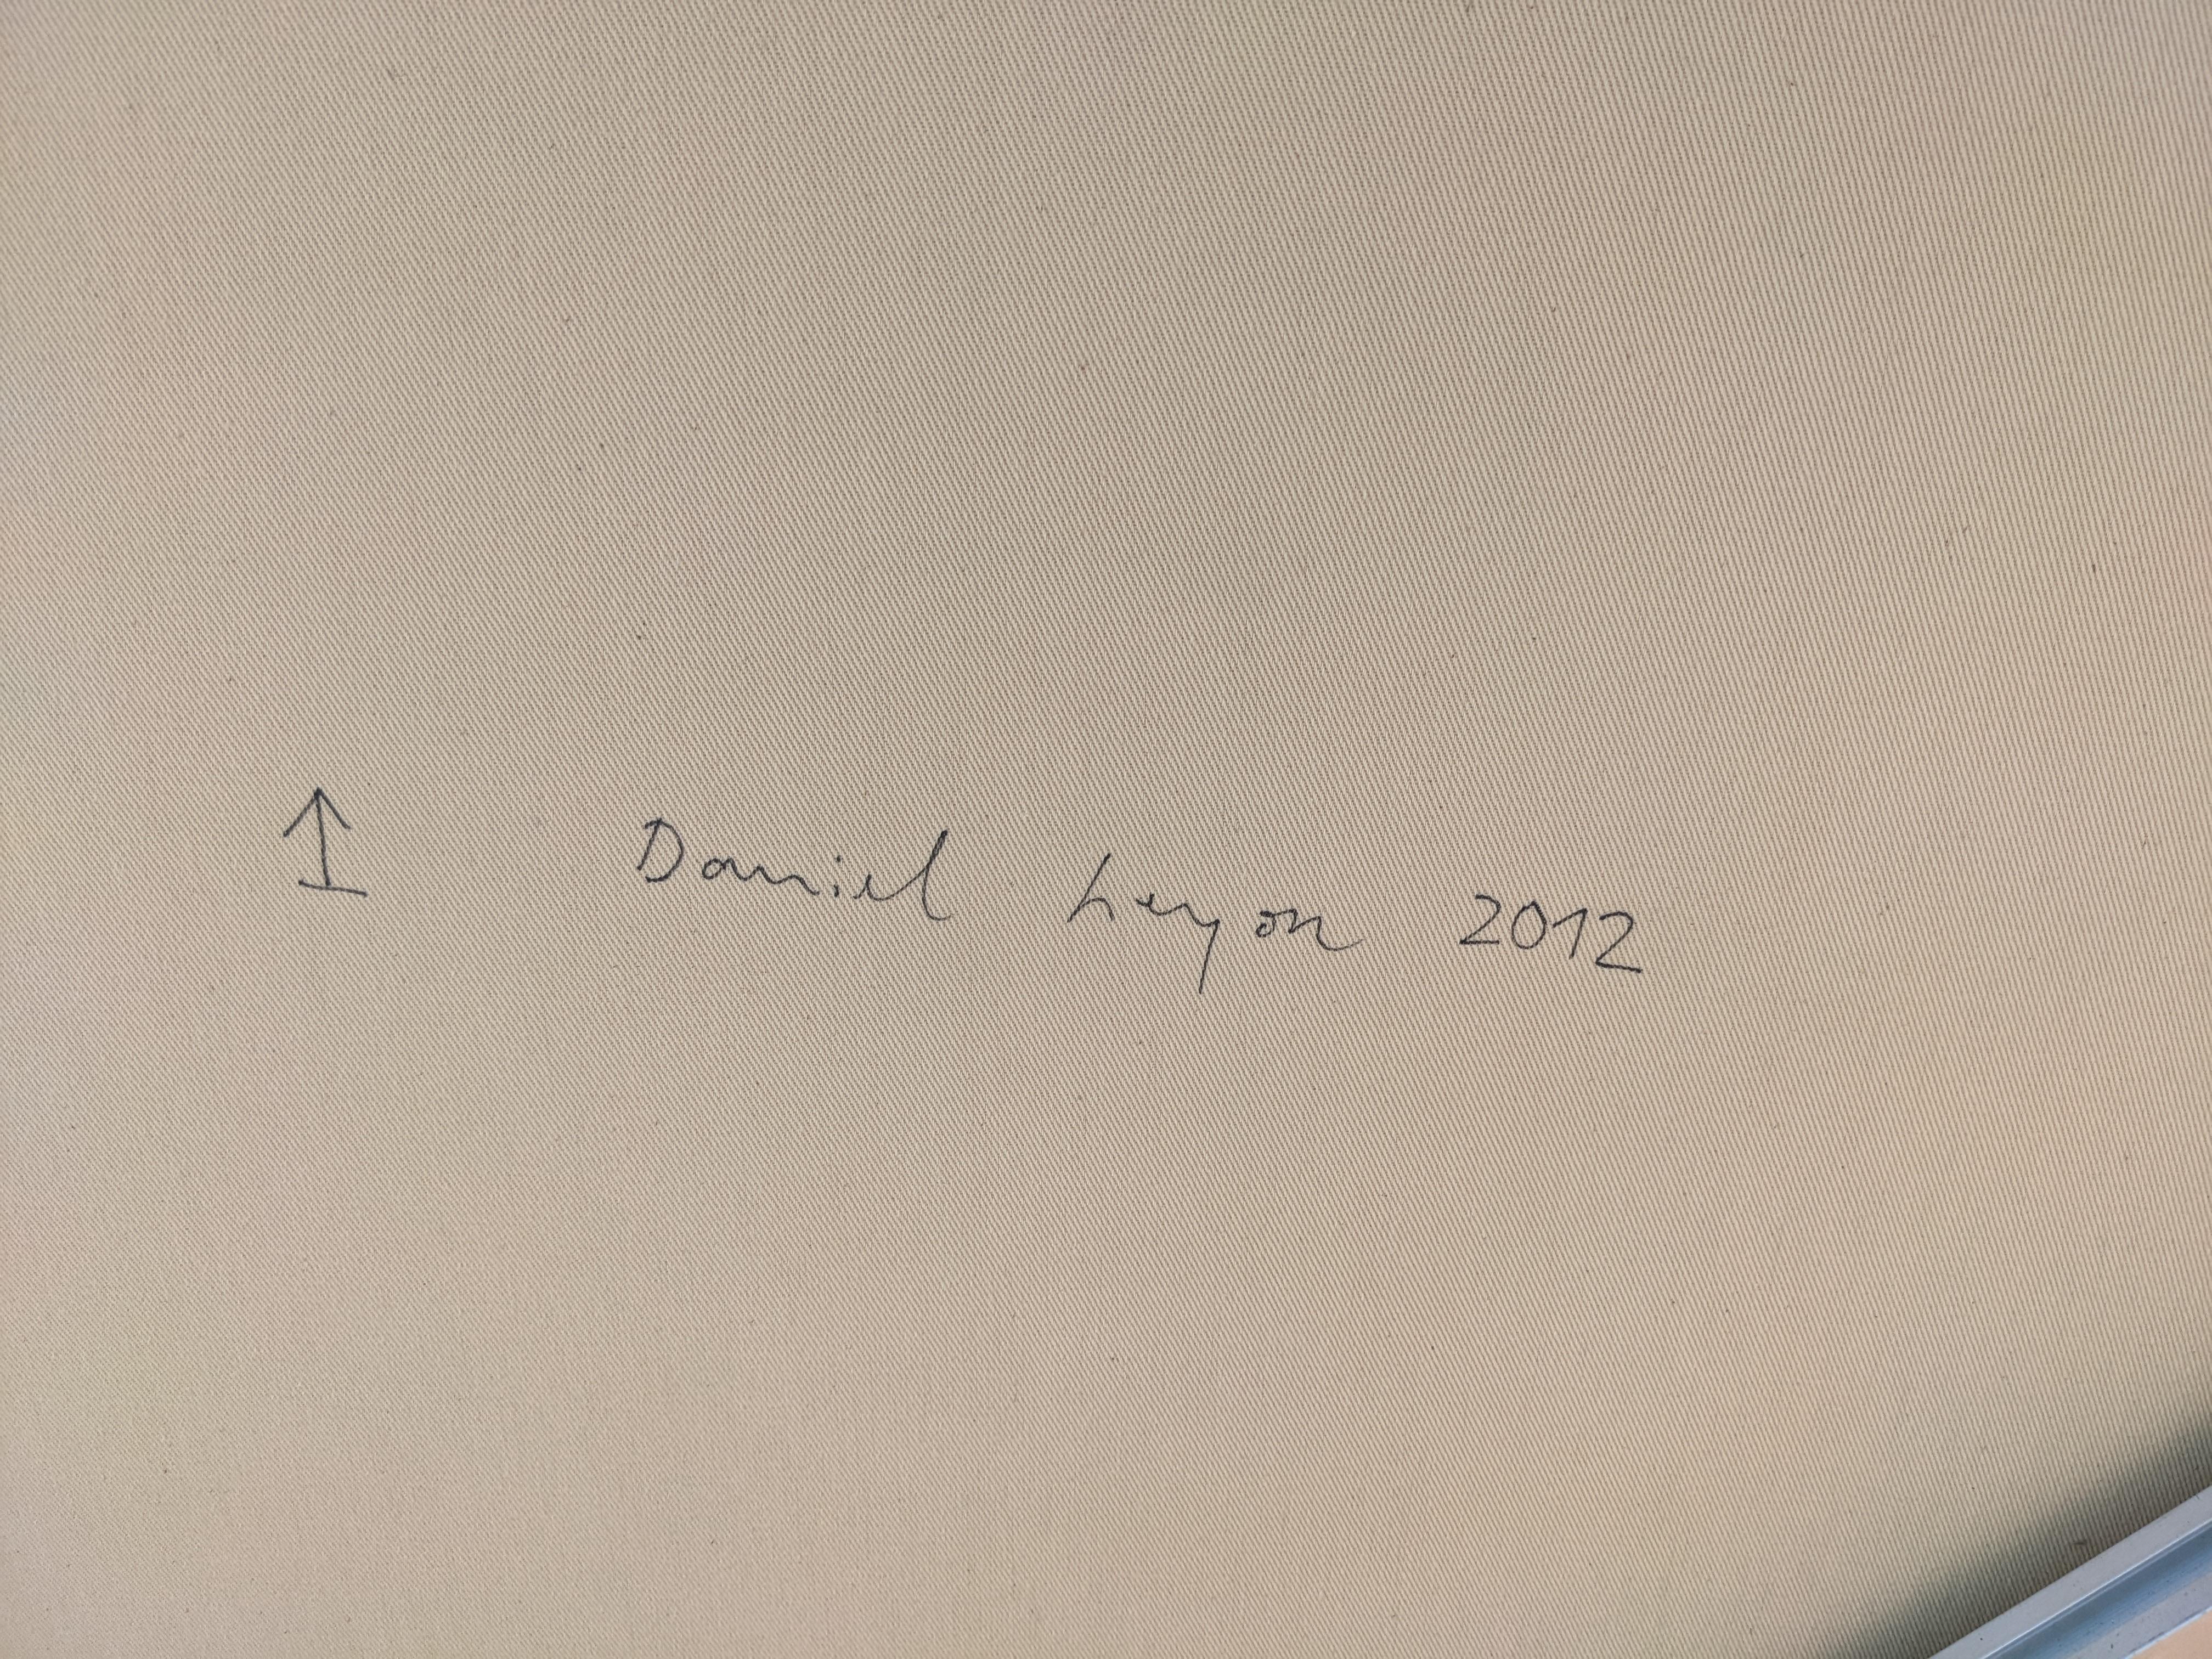 ↑ Daniel Lergon 2012